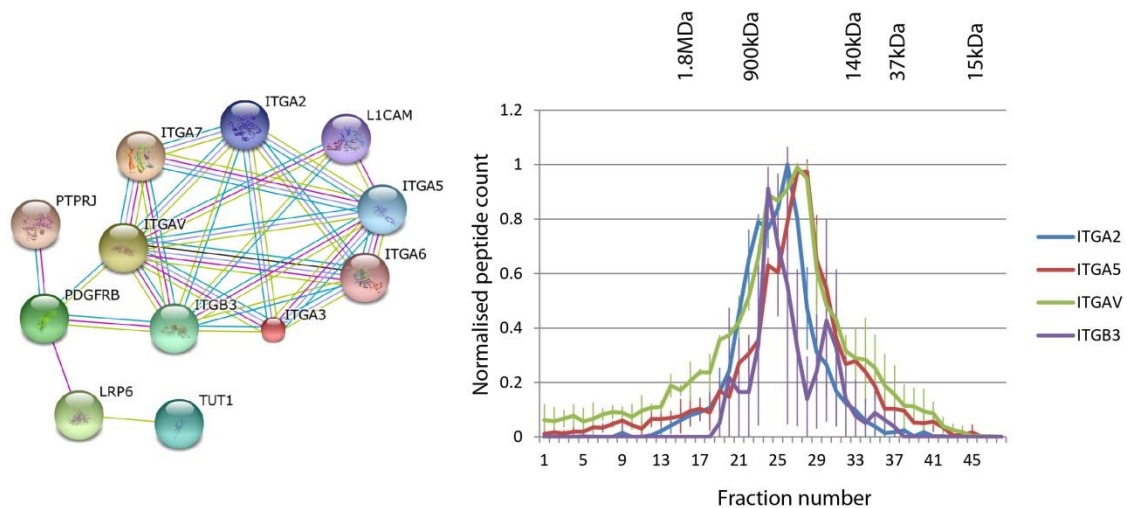 ITGA2
L1CAM
ITGA7
ITGA5
PTPRJ
ITGAV
ITGA6
PDGFRB
ITGB3
ITGA3
LRP6
TUT1
1.8MDa
900kDa
140kDa
37kDa
15kDa
Normalised peptide count
1.2
1
0.8
0.6
0.4
0.2
0
1 5 9 13 17 21 25 29 33 37 41 45
Fraction number
ITGA2
ITGA5
ITGAV
ITGB3